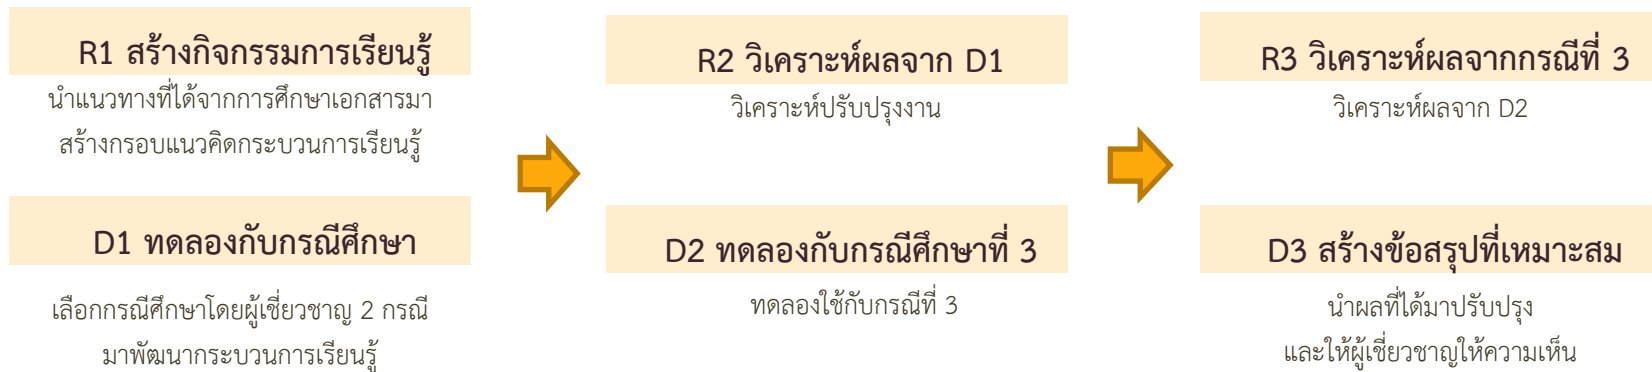 R1 สร้างกิจกรรมการเรียนรู้
นำแนวทางที่ได้จากการศึกษาเอกสารมา
สร้างกรอบแนวคิดกระบวนการเรียนรู้
D1 ทดลองกับกรณีศึกษา
เลือกกรณีศึกษาโดยผู้เชี่ยวชาญ 2 กรณี
มาพัฒนากระบวนการเรียนรู้
R2 วิเคราะห์ผลจาก D1
วิเคราะห์ปรับปรุงงาน
D2 ทดลองกับกรณีศึกษาที่ 3
ทดลองใช้กับกรณีที่ 3
R3 วิเคราะห์ผลจากกรณีที่ 3
วิเคราะห์ผลจาก D2
D3 สร้างข้อสรุปที่เหมาะสม
นำผลที่ได้มาปรับปรุง
และให้ผู้เชี่ยวชาญให้ความเห็น